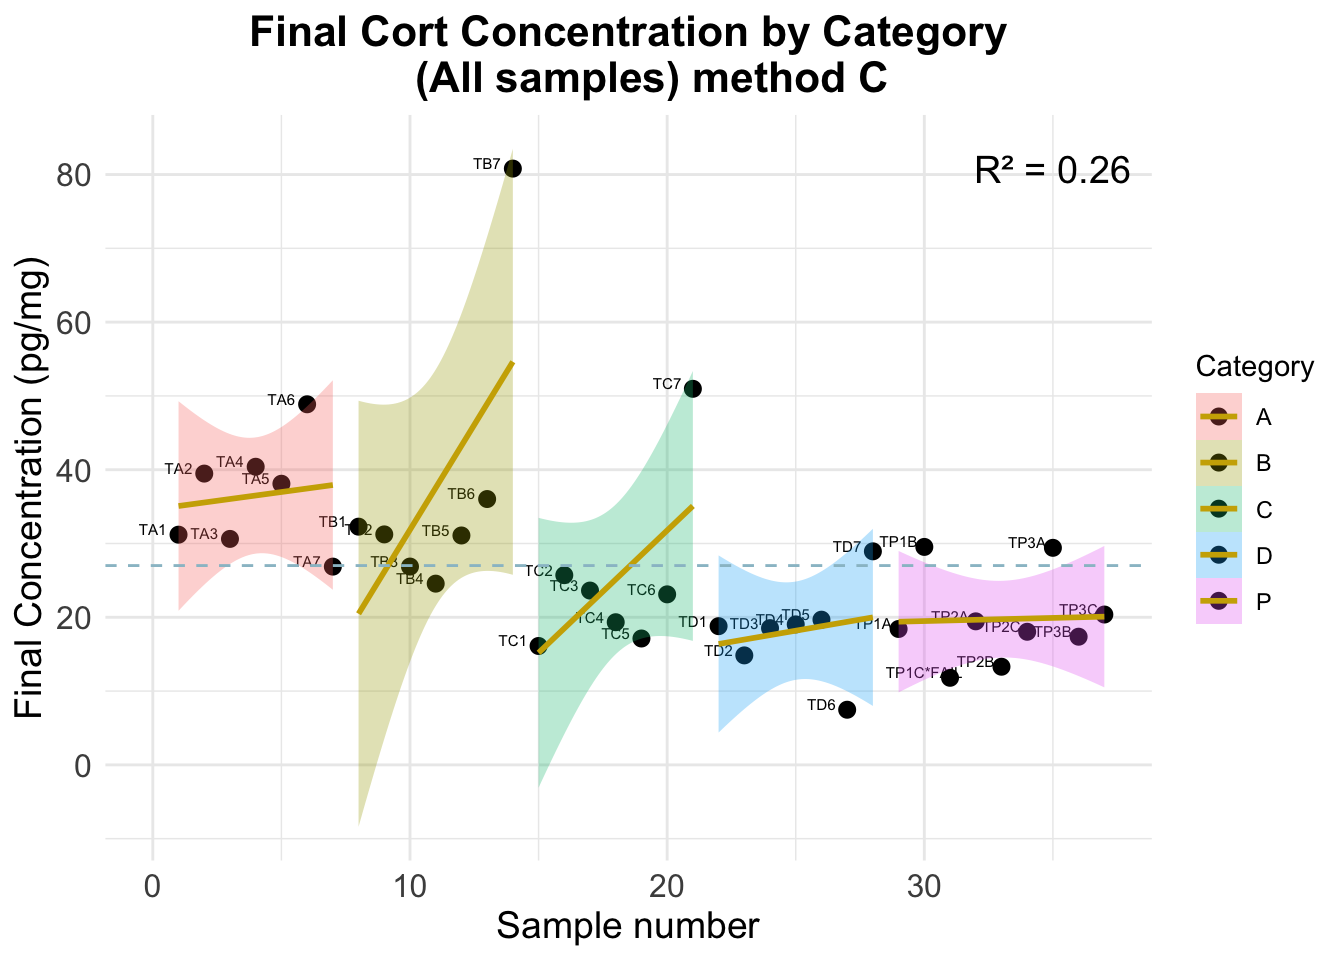 Final Cort Concentration by Category
(All samples) method C
R² = 0.26
Final Concentration (pg/mg)
80
60
40
20
0
TB7
TC7
TA6
TA4
TA2
TA5
TB6
TB1
TA1
TA3
TB5
TA7
TB3
TB4
TD7
TP1B
TP3A
TC2
TC3
TC6
TC4
TC5
TC1
TD1
TD3
TD4
TD5
TD2
TD6
TP1A
TP2A
TP2C
TP3B
TP3C
TP2B
TP1C*FAIL
0 10 20 30
Sample number
Category
A
B
C
D
P